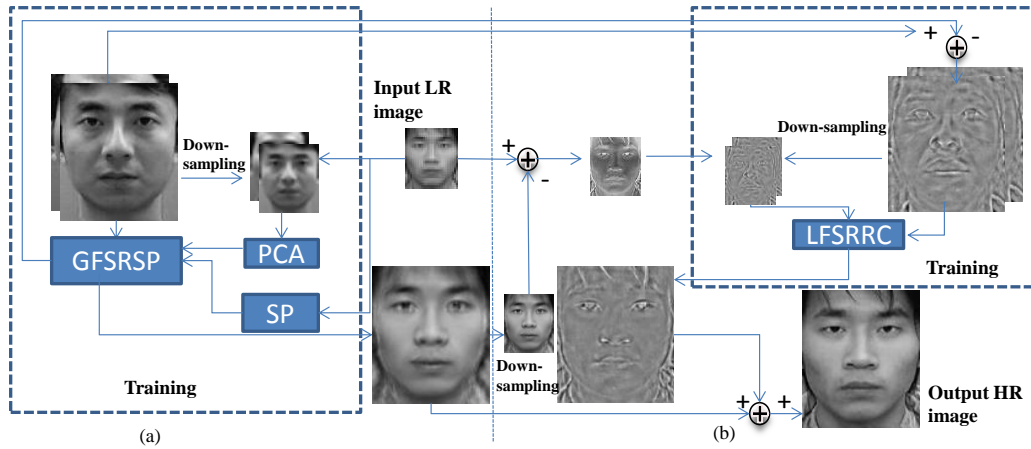 +
-
Input LR
image
Down-
sampling
Down-sampling
+
-
PCA
GFSRSP
LFSRRC
Training
SP
Down-
sampling
Output HR
image
Training
+
+
(a)
(b)